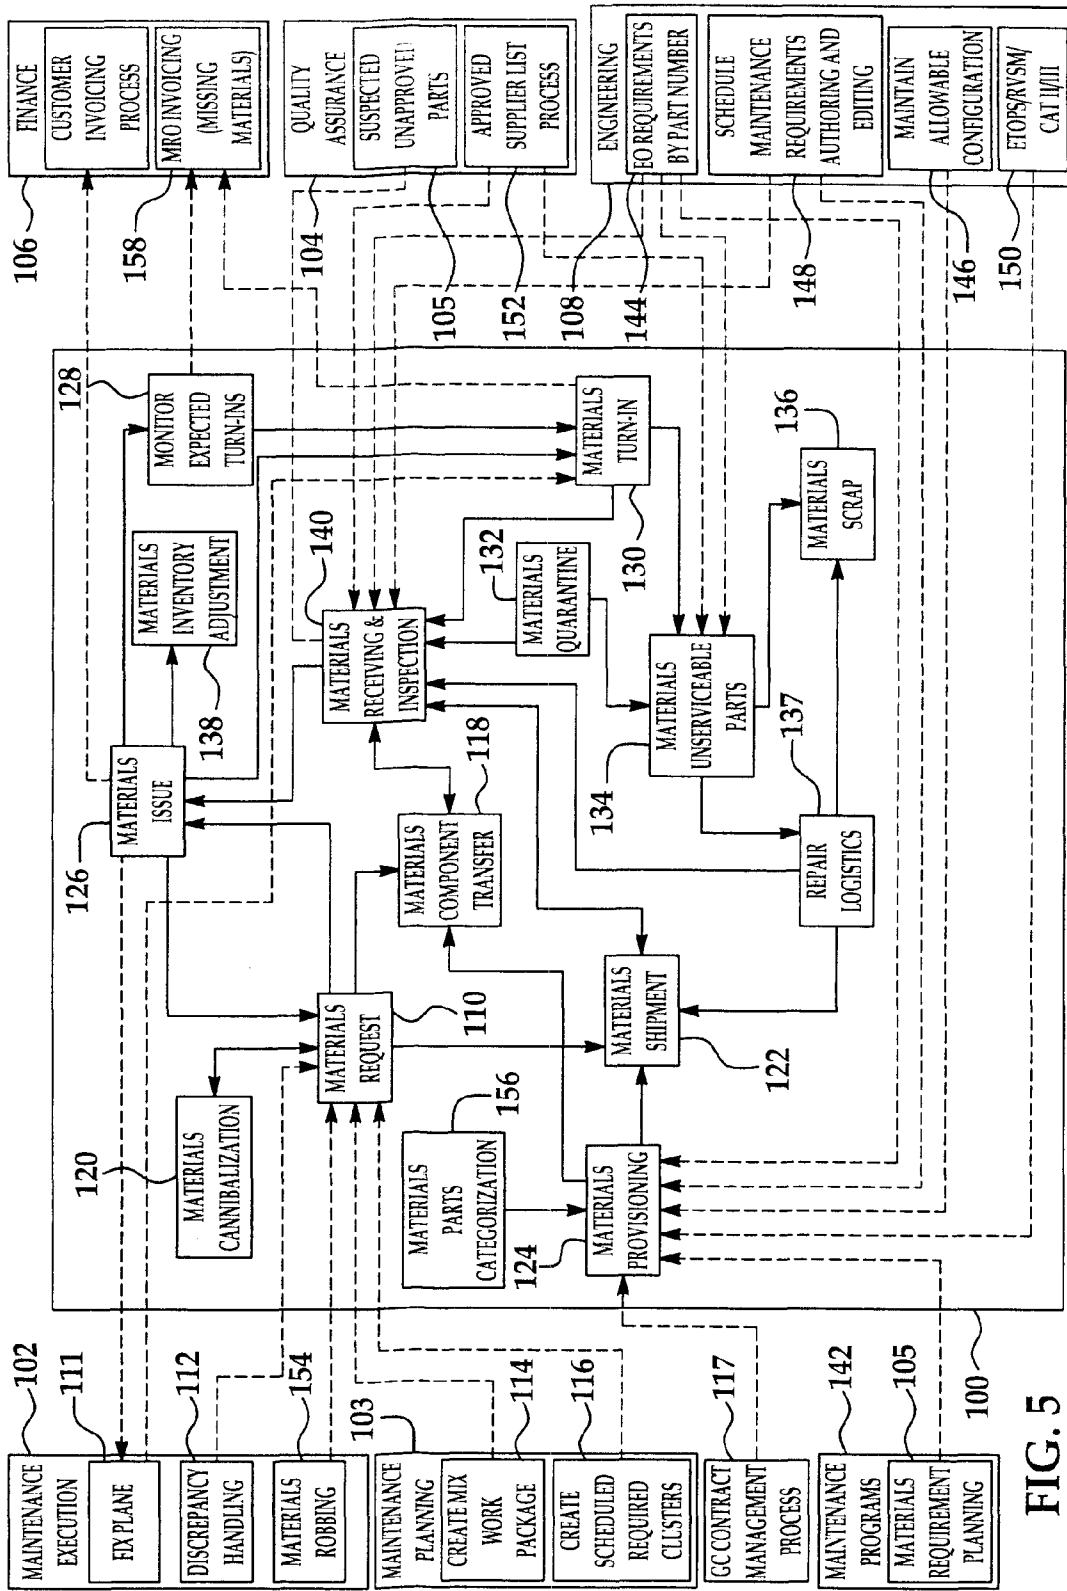 FINANCE
CUSTOMER
INVOICING
PROCESS
MRO INVOICING
(MISSING
MATERIALS)
106
158
QUALITY
ASSURANCE
SUSPECTED
UNAPPROVED
PARTS
APPROVED
SUPPLIER LIST
PROCESS
104
105
152
ENGINEERING
EO REQUIREMENTS
BY PART NUMBER
SCHEDULE
MAINTENANCE
REQUIREMENTS
AUTHORING AND
EDITING
MAINTAIN
ALLOWABLE
CONFIGURATION
ETOPS/RVSM/
CAT II/III
108
144
148
146
150
128
MONITOR
EXPECTED
TURN-INS
MATERIALS
INVENTORY
ADJUSTMENT
138
126
MATERIALS
ISSUE
140
MATERIALS
RECEIVING &
INSPECTION
MATERIALS
TURN-IN
130
132
MATERIALS
QUARANTINE
136
MATERIALS
SCRAP
134
MATERIALS
UNSERVICEABLE
PARTS
137
REPAIR
LOGISTICS
118
MATERIALS
COMPONENT
TRANSFER
120
MATERIALS
CANNIBALIZATION
MATERIALS
REQUEST
110
MATERIALS
SHIPMENT
122
156
MATERIALS
PARTS
CATEGORIZATION
124
MATERIALS
PROVISIONING
100
102
MAINTENANCE
EXECUTION
111
FIX PLANE
112
DISCREPANCY
HANDLING
154
MATERIALS
ROBBING
103
MAINTENANCE
PLANNING
CREATE MIX
WORK
PACKAGE
114
CREATE
SCHEDULED
REQUIRED
CLUSTERS
116
117
GC CONTRACT
MANAGEMENT
PROCESS
142
MAINTENANCE
PROGRAMS
105
MATERIALS
REQUIREMENT
PLANNING
FIG. 5